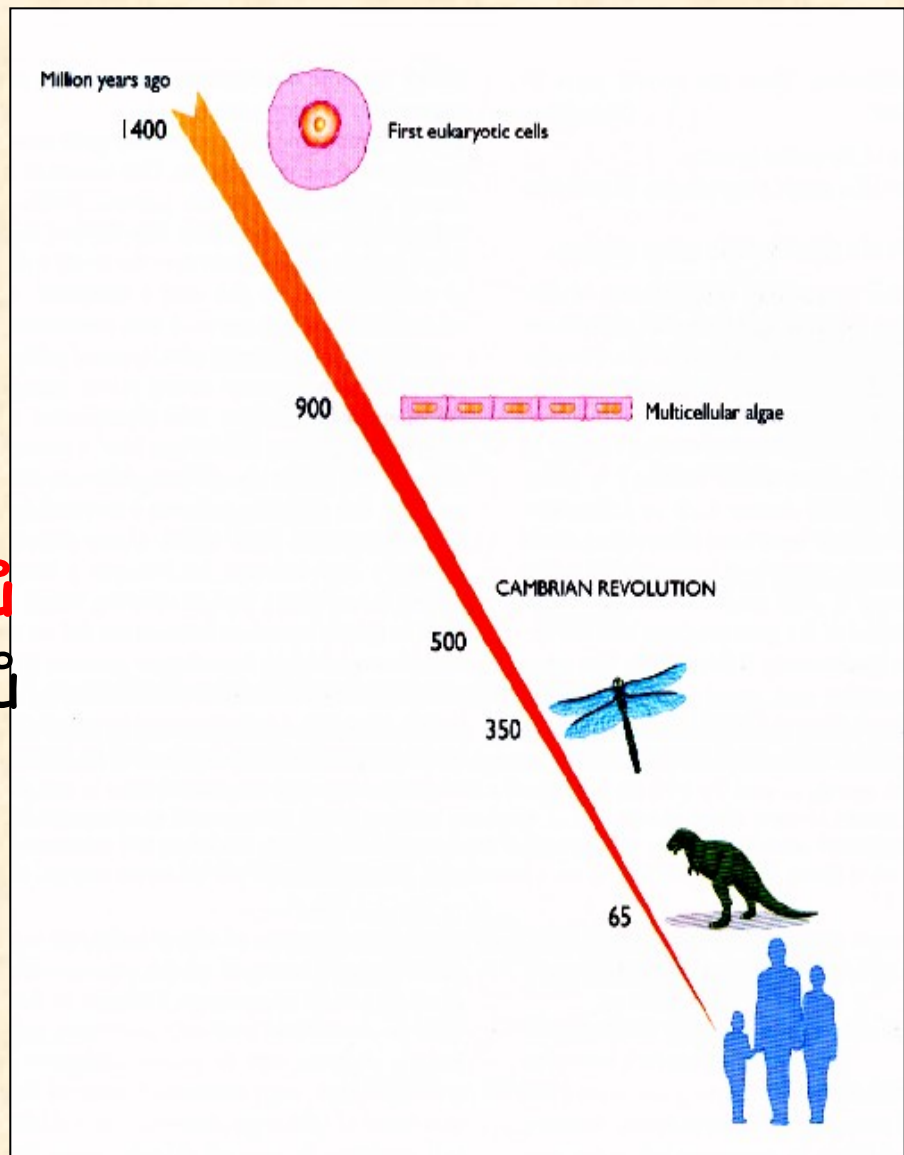 Million years ago
1400
First eukaryotic cells
900
Multicellular algae
CAMBRIAN REVOLUTION
500
350
65